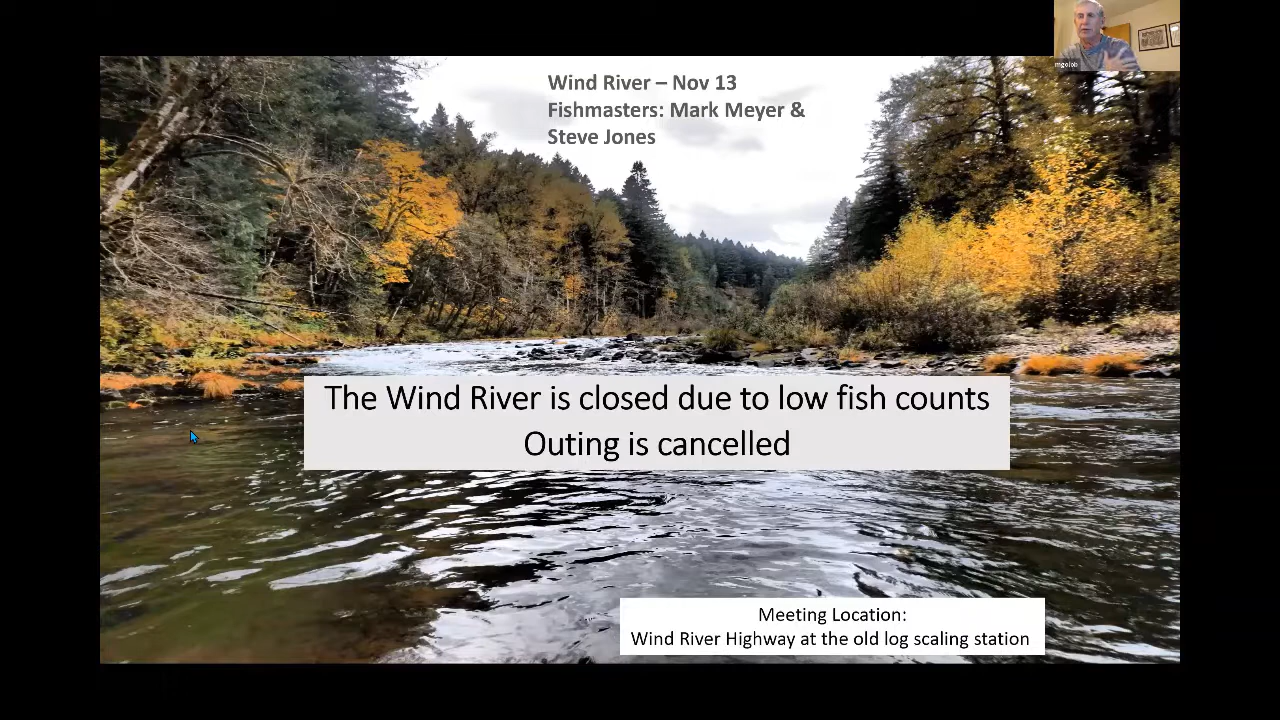 mgolob
Wind River – Nov 13
Fishmasters: Mark Meyer &
Steve Jones
The Wind River is closed due to low fish counts
Outing is cancelled
Meeting Location:
Wind River Highway at the old log scaling station